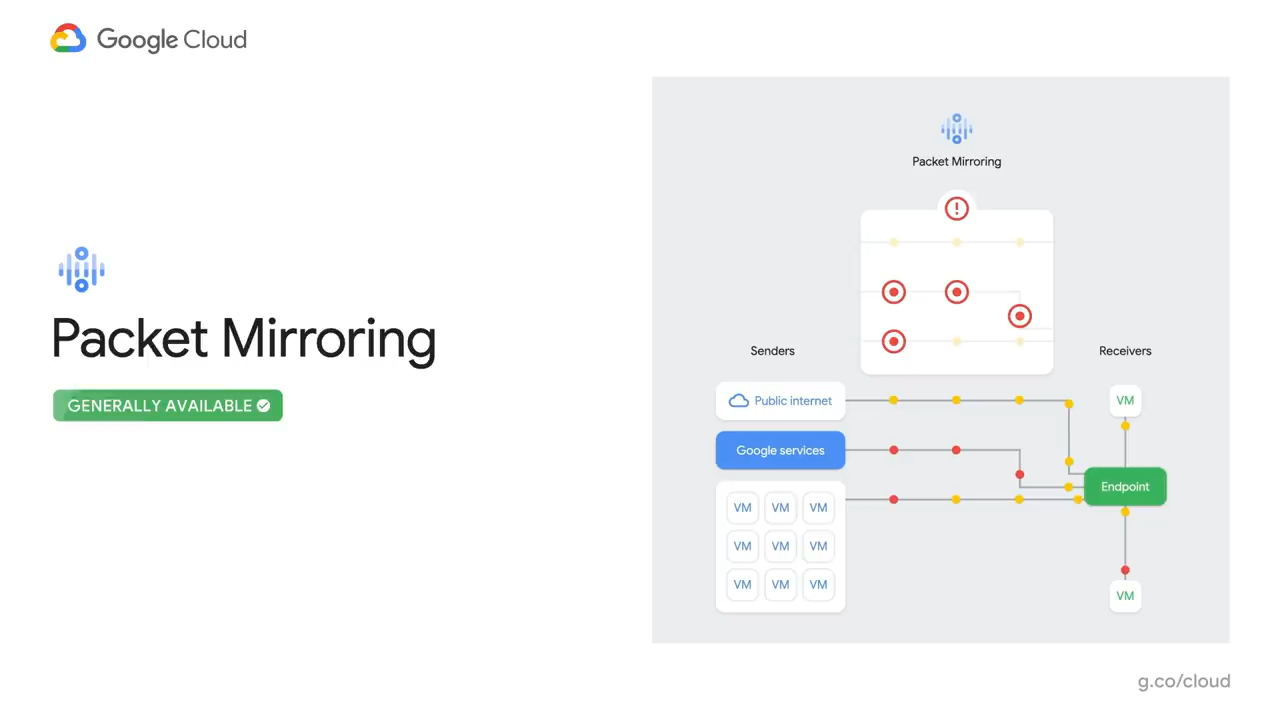 Google Cloud
Packet Mirroring
GENERALLY AVAILABLE
Packet Mirroring
Senders
Receivers
Public internet
Google services
VM VM VM
VM VM VM
VM VM VM
VM
Endpoint
VM
g.co/cloud